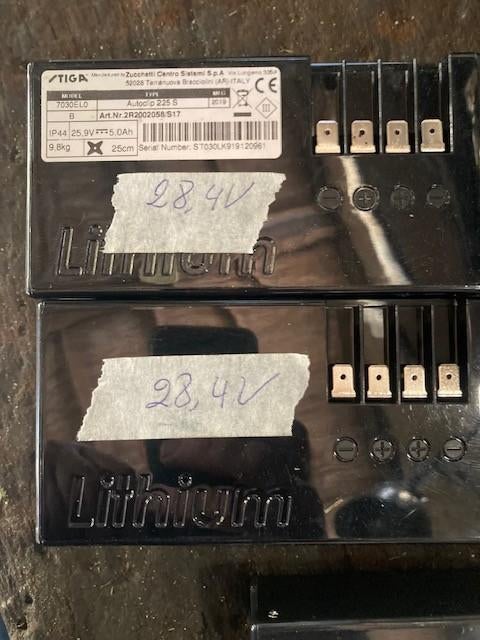 STIGA Manufactured by Zucchetti Centro Sistemi S.p.A Via Lungarno 305/A
52028 Terranuova Bracciolini (AR)-ITALY
MODEL TYPE MFG
7030EL0 Autoclip 225 S 2019
B Art.Nr.2R2002058/S17
IP44 25,9V 5,0Ah
9.8kg 25cm Serial Number: ST030LK919120961
28,4V
Lithium
28,4V
Lithium